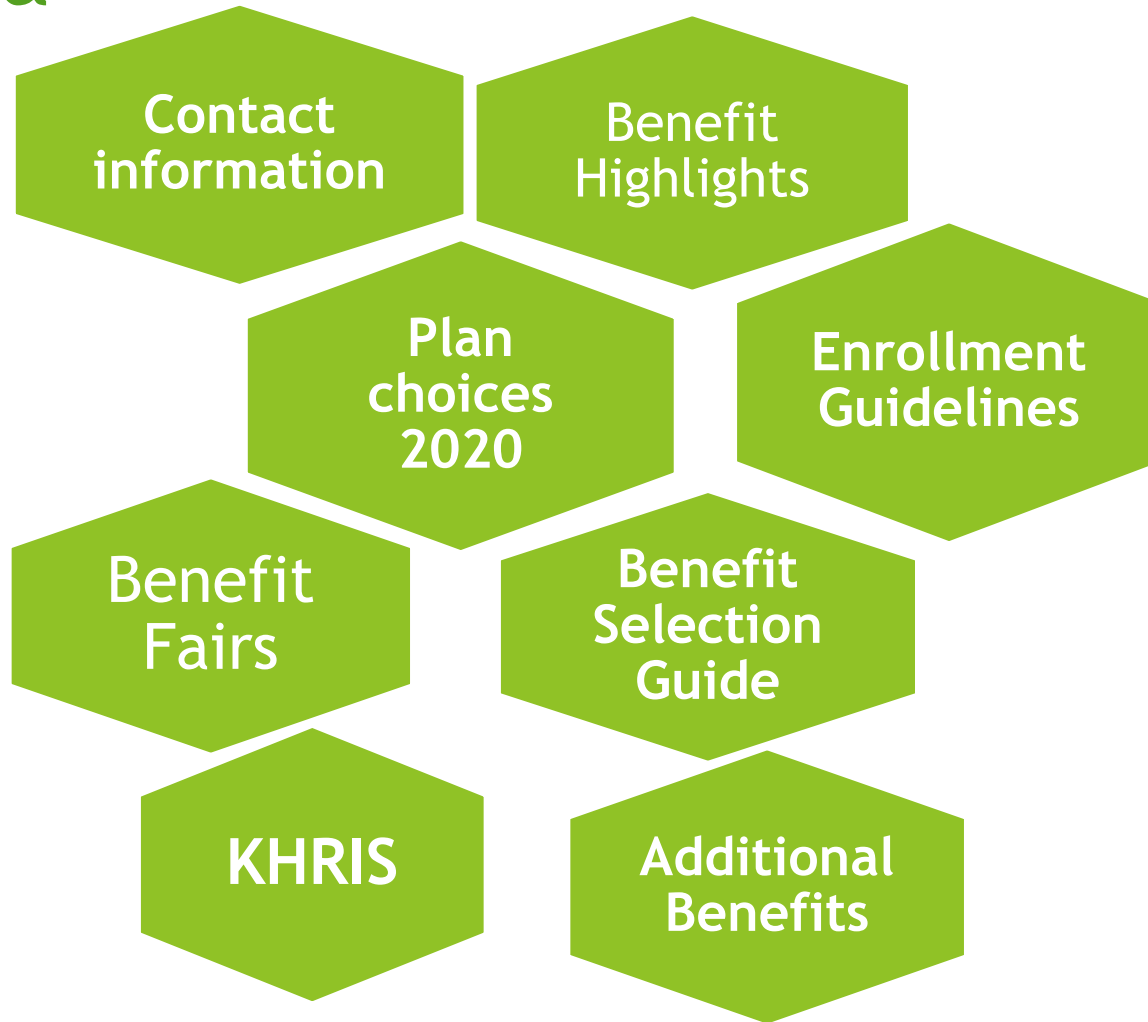 Contact
information
Benefit
Highlights
Plan
choices
2020
Enrollment
Guidelines
Benefit
Fairs
Benefit
Selection
Guide
KHRIS
Additional
Benefits